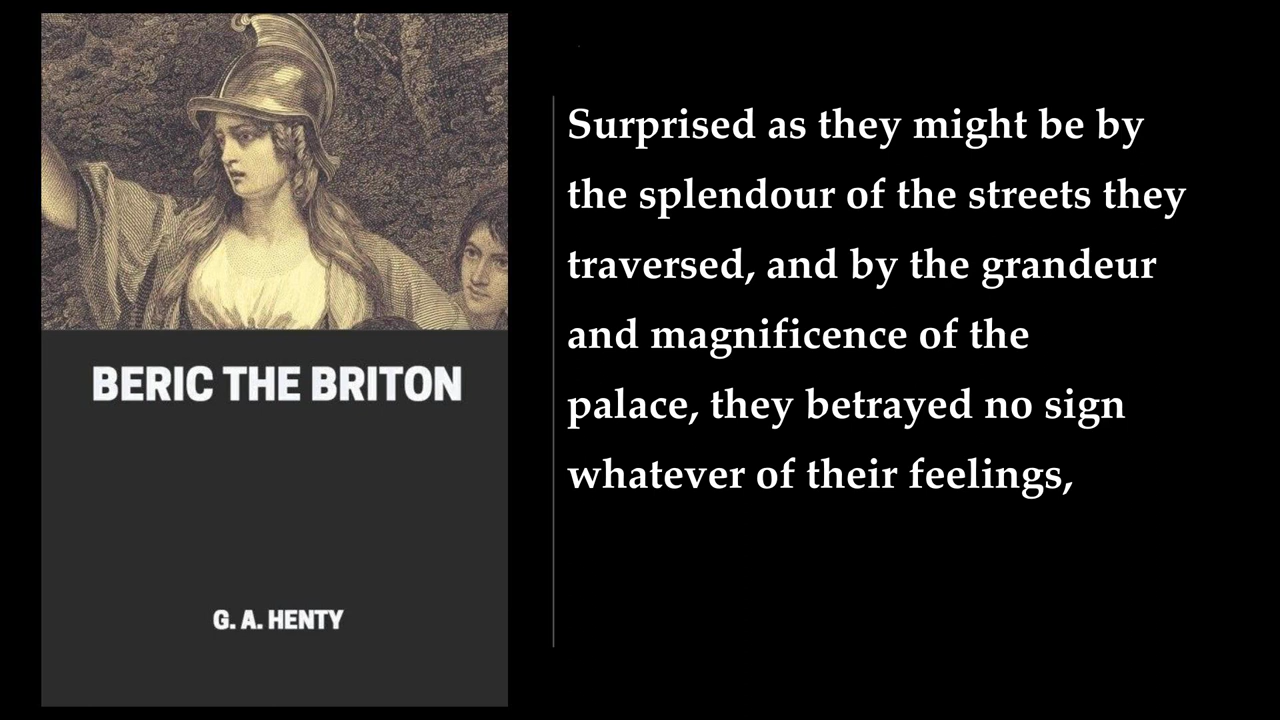 BERIC THE BRITON
G. A. HENTY
Surprised as they might be by
the splendour of the streets they
traversed, and by the grandeur
and magnificence of the
palace, they betrayed no sign
whatever of their feelings,